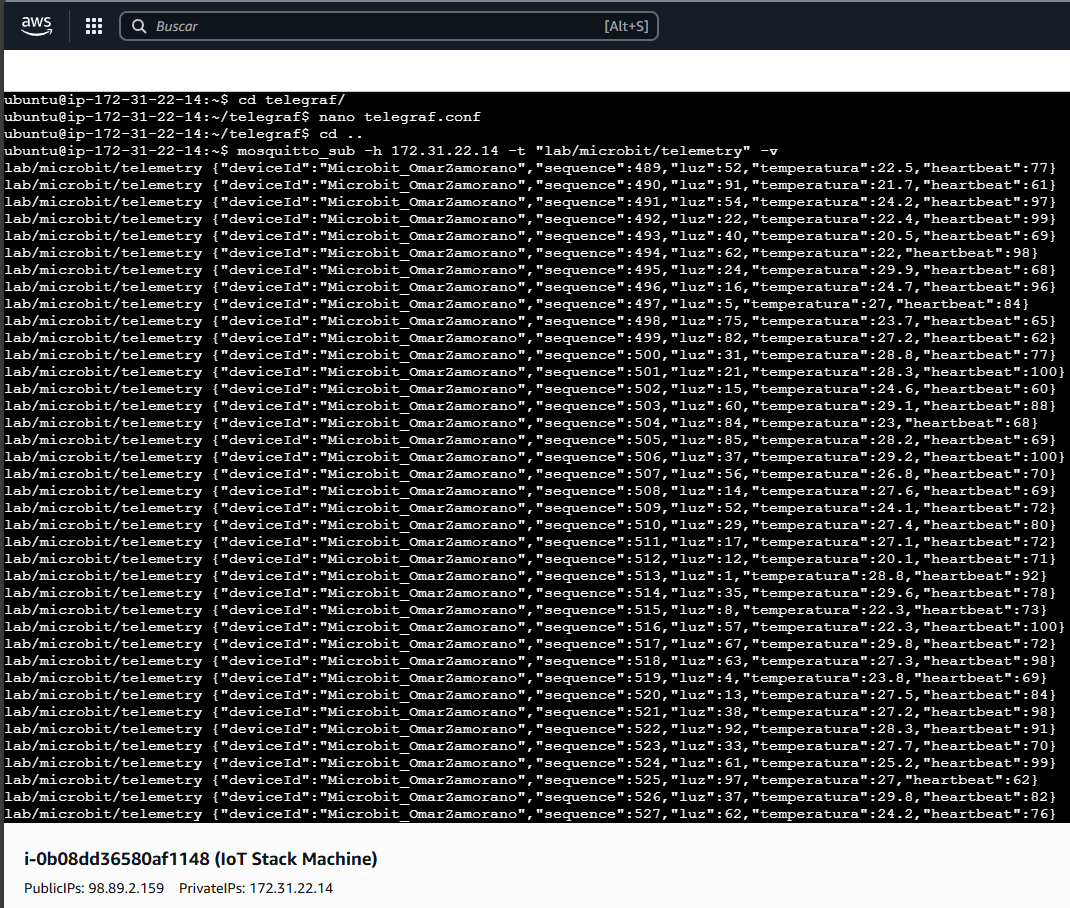 aws
Buscar [Alt+S]
ubuntu@ip-172-31-22-14:~$ cd telegraf/
ubuntu@ip-172-31-22-14:~/telegraf$ nano telegraf.conf
ubuntu@ip-172-31-22-14:~/telegraf$ cd ..
ubuntu@ip-172-31-22-14:~$ mosquitto_sub -h 172.31.22.14 -t "lab/microbit/telemetry" -v
lab/microbit/telemetry {"deviceId":"Microbit_OmarZamorano","sequence":489,"luz":52,"temperatura":22.5,"heartbeat":77}
lab/microbit/telemetry {"deviceId":"Microbit_OmarZamorano","sequence":490,"luz":91,"temperatura":21.7,"heartbeat":61}
lab/microbit/telemetry {"deviceId":"Microbit_OmarZamorano","sequence":491,"luz":54,"temperatura":24.2,"heartbeat":97}
lab/microbit/telemetry {"deviceId":"Microbit_OmarZamorano","sequence":492,"luz":22,"temperatura":22.4,"heartbeat":99}
lab/microbit/telemetry {"deviceId":"Microbit_OmarZamorano","sequence":493,"luz":40,"temperatura":20.5,"heartbeat":69}
lab/microbit/telemetry {"deviceId":"Microbit_OmarZamorano","sequence":494,"luz":62,"temperatura":22,"heartbeat":98}
lab/microbit/telemetry {"deviceId":"Microbit_OmarZamorano","sequence":495,"luz":24,"temperatura":29.9,"heartbeat":68}
lab/microbit/telemetry {"deviceId":"Microbit_OmarZamorano","sequence":496,"luz":16,"temperatura":24.7,"heartbeat":96}
lab/microbit/telemetry {"deviceId":"Microbit_OmarZamorano","sequence":497,"luz":5,"temperatura":27,"heartbeat":84}
lab/microbit/telemetry {"deviceId":"Microbit_OmarZamorano","sequence":498,"luz":75,"temperatura":23.7,"heartbeat":65}
lab/microbit/telemetry {"deviceId":"Microbit_OmarZamorano","sequence":499,"luz":82,"temperatura":27.2,"heartbeat":62}
lab/microbit/telemetry {"deviceId":"Microbit_OmarZamorano","sequence":500,"luz":31,"temperatura":28.8,"heartbeat":77}
lab/microbit/telemetry {"deviceId":"Microbit_OmarZamorano","sequence":501,"luz":21,"temperatura":28.3,"heartbeat":100}
lab/microbit/telemetry {"deviceId":"Microbit_OmarZamorano","sequence":502,"luz":15,"temperatura":24.6,"heartbeat":60}
lab/microbit/telemetry {"deviceId":"Microbit_OmarZamorano","sequence":503,"luz":60,"temperatura":29.1,"heartbeat":88}
lab/microbit/telemetry {"deviceId":"Microbit_OmarZamorano","sequence":504,"luz":84,"temperatura":23,"heartbeat":68}
lab/microbit/telemetry {"deviceId":"Microbit_OmarZamorano","sequence":505,"luz":85,"temperatura":28.2,"heartbeat":69}
lab/microbit/telemetry {"deviceId":"Microbit_OmarZamorano","sequence":506,"luz":37,"temperatura":29.2,"heartbeat":100}
lab/microbit/telemetry {"deviceId":"Microbit_OmarZamorano","sequence":507,"luz":56,"temperatura":26.8,"heartbeat":70}
lab/microbit/telemetry {"deviceId":"Microbit_OmarZamorano","sequence":508,"luz":14,"temperatura":27.6,"heartbeat":69}
lab/microbit/telemetry {"deviceId":"Microbit_OmarZamorano","sequence":509,"luz":52,"temperatura":24.1,"heartbeat":72}
lab/microbit/telemetry {"deviceId":"Microbit_OmarZamorano","sequence":510,"luz":29,"temperatura":27.4,"heartbeat":80}
lab/microbit/telemetry {"deviceId":"Microbit_OmarZamorano","sequence":511,"luz":17,"temperatura":27.1,"heartbeat":72}
lab/microbit/telemetry {"deviceId":"Microbit_OmarZamorano","sequence":512,"luz":12,"temperatura":20.1,"heartbeat":71}
lab/microbit/telemetry {"deviceId":"Microbit_OmarZamorano","sequence":513,"luz":1,"temperatura":28.8,"heartbeat":92}
lab/microbit/telemetry {"deviceId":"Microbit_OmarZamorano","sequence":514,"luz":35,"temperatura":29.6,"heartbeat":78}
lab/microbit/telemetry {"deviceId":"Microbit_OmarZamorano","sequence":515,"luz":8,"temperatura":22.3,"heartbeat":73}
lab/microbit/telemetry {"deviceId":"Microbit_OmarZamorano","sequence":516,"luz":57,"temperatura":22.3,"heartbeat":100}
lab/microbit/telemetry {"deviceId":"Microbit_OmarZamorano","sequence":517,"luz":67,"temperatura":29.8,"heartbeat":72}
lab/microbit/telemetry {"deviceId":"Microbit_OmarZamorano","sequence":518,"luz":63,"temperatura":27.3,"heartbeat":98}
lab/microbit/telemetry {"deviceId":"Microbit_OmarZamorano","sequence":519,"luz":4,"temperatura":23.8,"heartbeat":69}
lab/microbit/telemetry {"deviceId":"Microbit_OmarZamorano","sequence":520,"luz":13,"temperatura":27.5,"heartbeat":84}
lab/microbit/telemetry {"deviceId":"Microbit_OmarZamorano","sequence":521,"luz":38,"temperatura":27.2,"heartbeat":98}
lab/microbit/telemetry {"deviceId":"Microbit_OmarZamorano","sequence":522,"luz":92,"temperatura":28.3,"heartbeat":91}
lab/microbit/telemetry {"deviceId":"Microbit_OmarZamorano","sequence":523,"luz":33,"temperatura":27.7,"heartbeat":70}
lab/microbit/telemetry {"deviceId":"Microbit_OmarZamorano","sequence":524,"luz":61,"temperatura":25.2,"heartbeat":99}
lab/microbit/telemetry {"deviceId":"Microbit_OmarZamorano","sequence":525,"luz":97,"temperatura":27,"heartbeat":62}
lab/microbit/telemetry {"deviceId":"Microbit_OmarZamorano","sequence":526,"luz":37,"temperatura":29.8,"heartbeat":82}
lab/microbit/telemetry {"deviceId":"Microbit_OmarZamorano","sequence":527,"luz":62,"temperatura":24.2,"heartbeat":76}
i-0b08dd36580af1148 (IoT Stack Machine)
PublicIPs: 98.89.2.159 PrivateIPs: 172.31.22.14